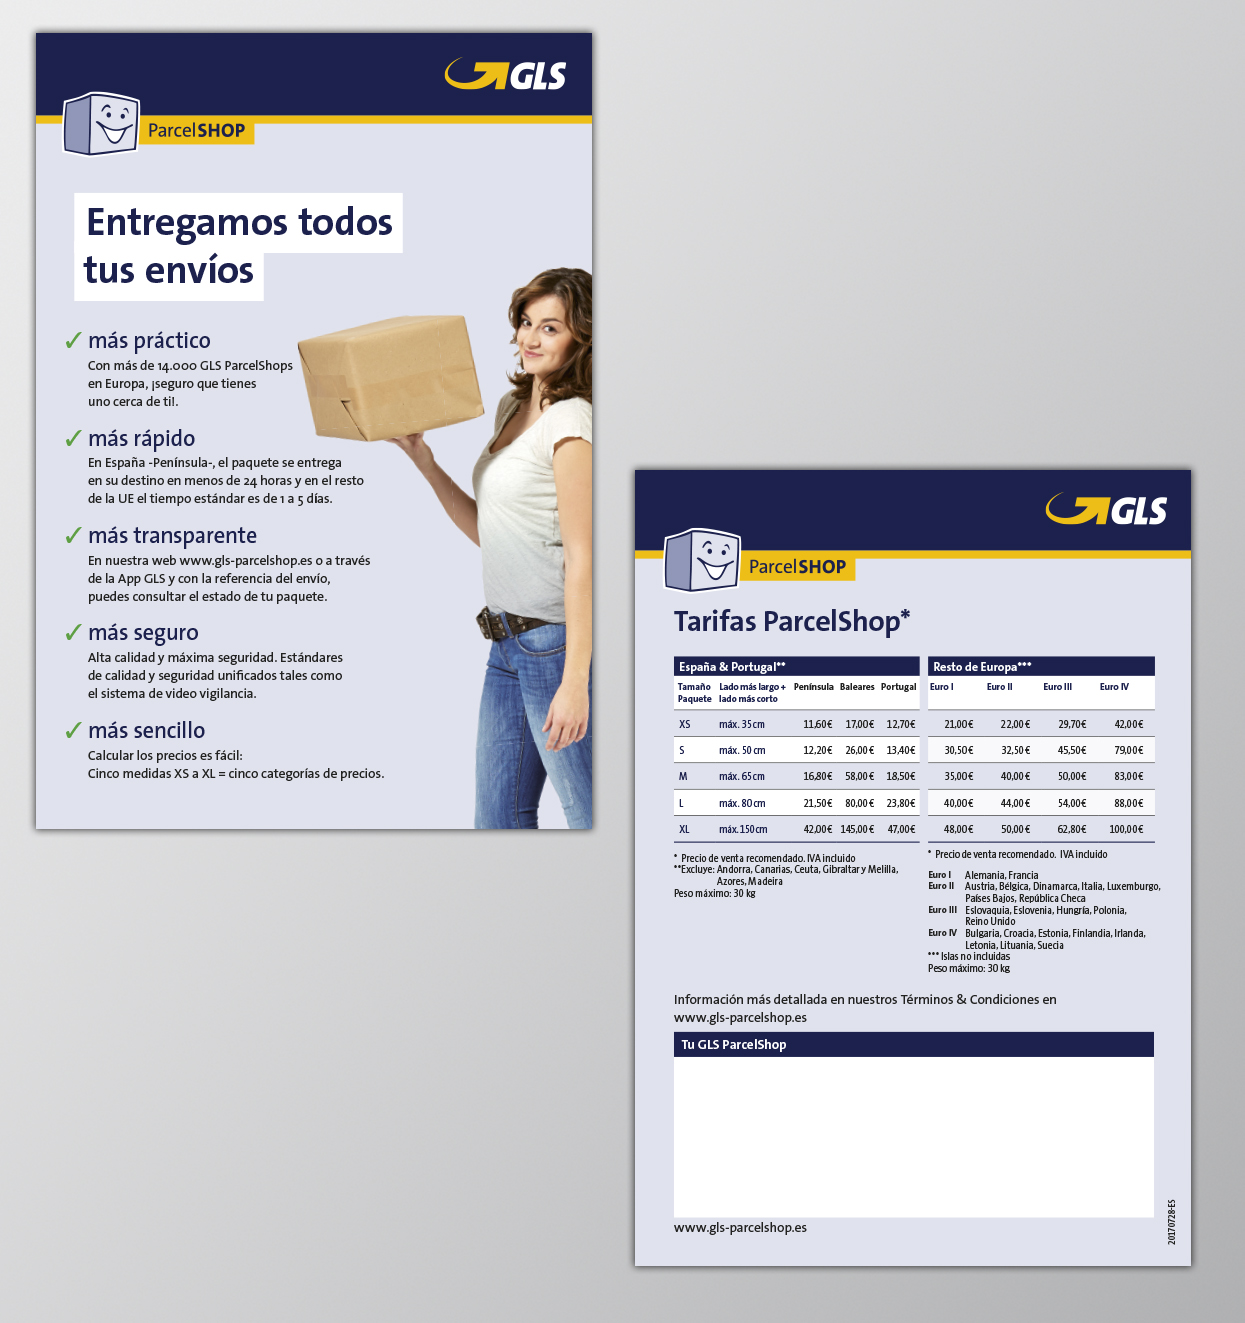 GLS
ParcelSHOP
Entregamos todos
tus envíos
✓ más práctico
Con más de 14.000 GLS ParcelShops
en Europa, ¡seguro que tienes
uno cerca de ti!.
✓ más rápido
En España -Península-, el paquete se entrega
en su destino en menos de 24 horas y en el resto
de la UE el tiempo estándar es de 1 a 5 días.
✓ más transparente
En nuestra web www.gls-parcelshop.es o a través
de la App GLS y con la referencia del envío,
puedes consultar el estado de tu paquete.
✓ más seguro
Alta calidad y máxima seguridad. Estándares
de calidad y seguridad unificados tales como
el sistema de video vigilancia.
✓ más sencillo
Calcular los precios es fácil:
Cinco medidas XS a XL = cinco categorías de precios.
GLS
ParcelSHOP
Tarifas ParcelShop*
España & Portugal**
Tamaño Paquete Lado más largo + lado más corto Península Baleares Portugal
XS máx. 35 cm 11,60 € 17,00 € 12,70 €
S máx. 50 cm 12,20 € 26,00 € 13,40 €
M máx. 65 cm 16,80 € 58,00 € 18,50 €
L máx. 80 cm 21,50 € 80,00 € 23,80 €
XL máx. 150 cm 42,00 € 145,00 € 47,00 €
* Precio de venta recomendado. IVA incluido
**Excluye: Andorra, Canarias, Ceuta, Gibraltar y Melilla,
Azores, Madeira
Peso máximo: 30 kg
Resto de Europa***
Euro I Euro II Euro III Euro IV
21,00 € 22,00 € 29,70 € 42,00 €
30,50 € 32,50 € 45,50 € 79,00 €
35,00 € 40,00 € 50,00 € 83,00 €
40,00 € 44,00 € 54,00 € 88,00 €
48,00 € 50,00 € 62,80 € 100,00 €
* Precio de venta recomendado. IVA incluido
Euro I Alemania, Francia
Euro II Austria, Bélgica, Dinamarca, Italia, Luxemburgo,
Países Bajos, República Checa
Euro III Eslovaquia, Eslovenia, Hungría, Polonia,
Reino Unido
Euro IV Bulgaria, Croacia, Estonia, Finlandia, Irlanda,
Letonia, Lituania, Suecia
*** Islas no incluidas
Peso máximo: 30 kg
Información más detallada en nuestros Términos & Condiciones en
www.gls-parcelshop.es
Tu GLS ParcelShop
www.gls-parcelshop.es
20170728-ES